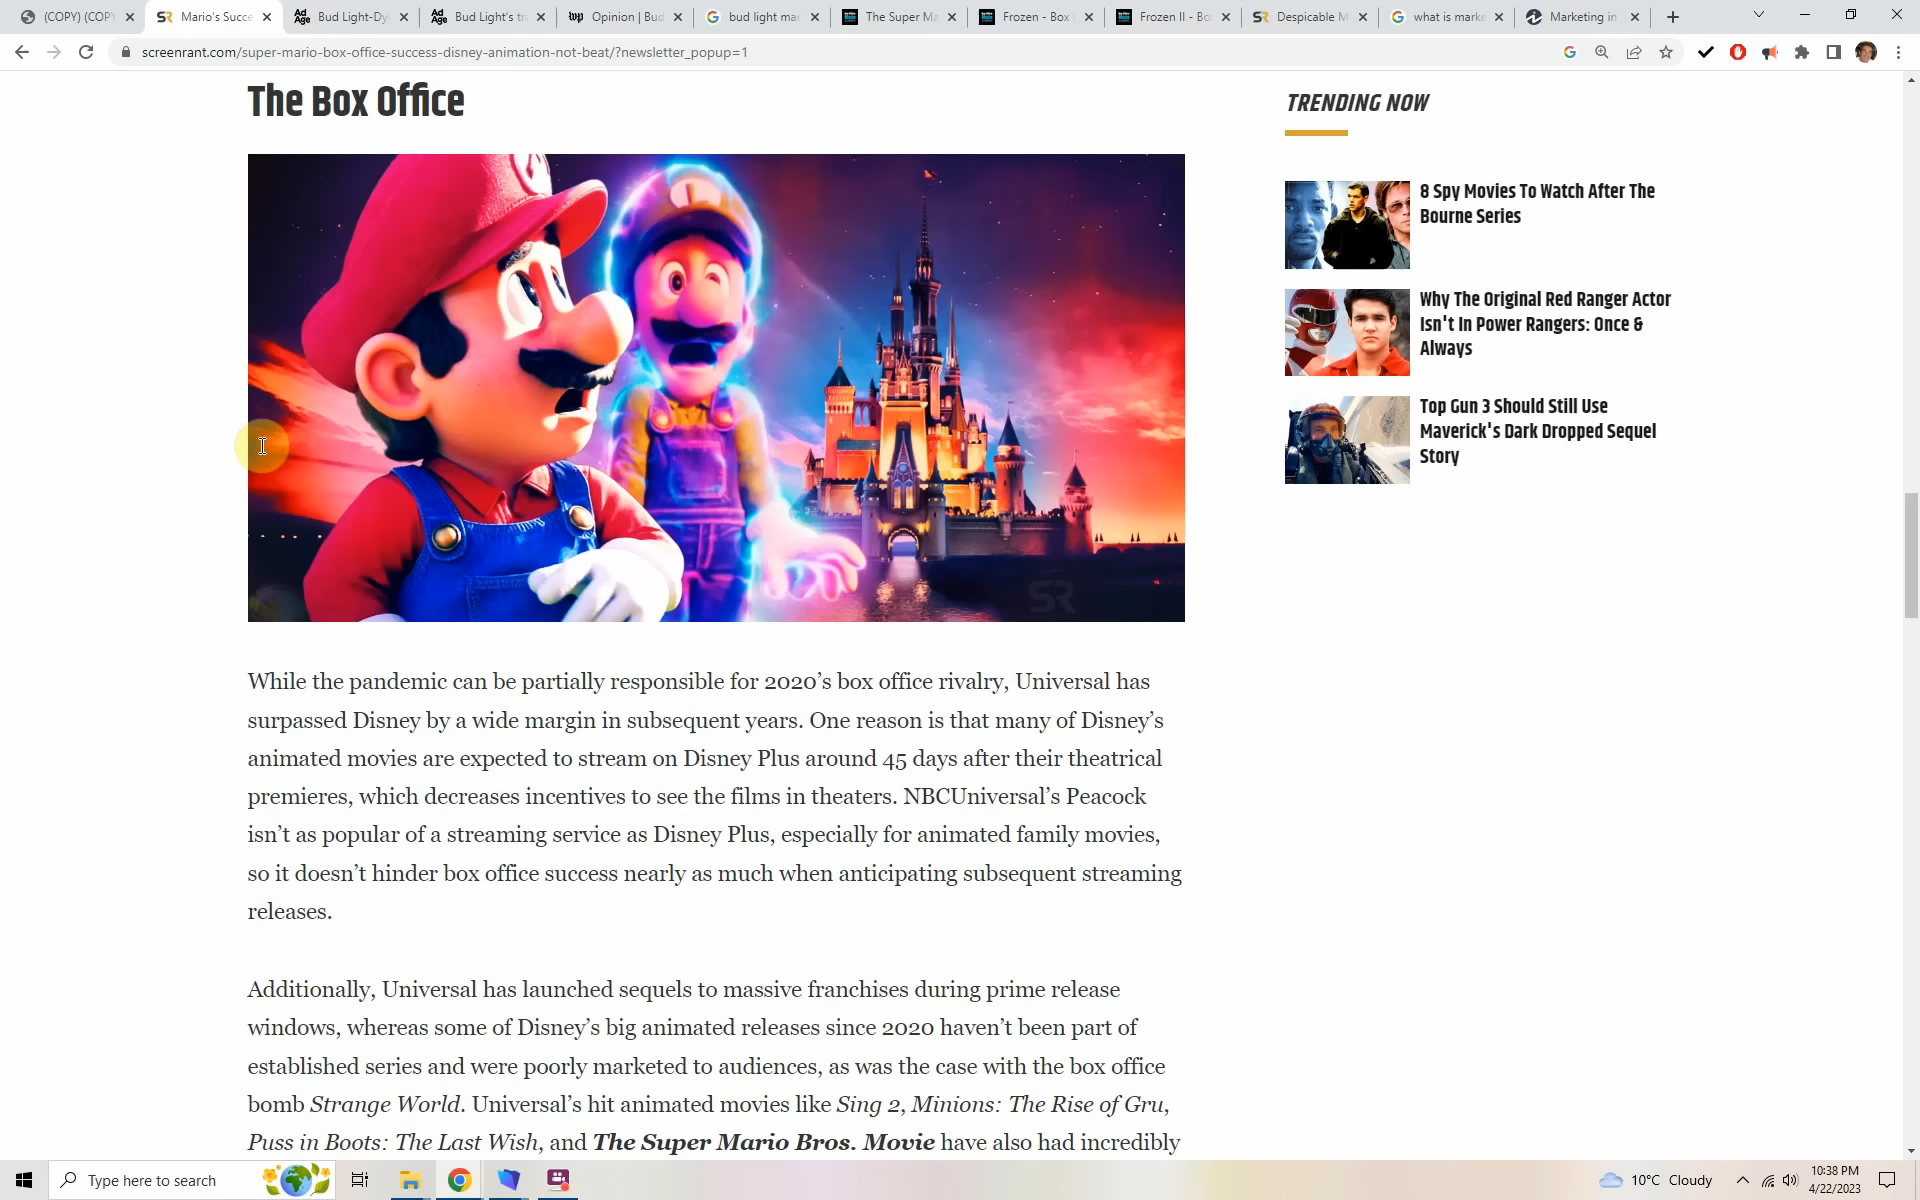 (COPY) (COP
Mario's Succe
Ad Age Bud Light-Dy
Ad Age Bud Light's tr
wp Opinion | Bud
bud light ma
The Super Ma
Frozen - Box
Frozen II - Bo
SR Despicable M
what is mark
Marketing in
screenrant.com/super-mario-box-office-success-disney-animation-not-beat/?newsletter_popup=1
The Box Office
SR
While the pandemic can be partially responsible for 2020's box office rivalry, Universal has
surpassed Disney by a wide margin in subsequent years. One reason is that many of Disney's
animated movies are expected to stream on Disney Plus around 45 days after their theatrical
premieres, which decreases incentives to see the films in theaters. NBCUniversal's Peacock
isn't as popular of a streaming service as Disney Plus, especially for animated family movies,
so it doesn't hinder box office success nearly as much when anticipating subsequent streaming
releases.
Additionally, Universal has launched sequels to massive franchises during prime release
windows, whereas some of Disney's big animated releases since 2020 haven't been part of
established series and were poorly marketed to audiences, as was the case with the box office
bomb Strange World. Universal's hit animated movies like Sing 2, Minions: The Rise of Gru,
Puss in Boots: The Last Wish, and The Super Mario Bros. Movie have also had incredibly
TRENDING NOW
8 Spy Movies To Watch After The
Bourne Series
Why The Original Red Ranger Actor
Isn't In Power Rangers: Once &
Always
Top Gun 3 Should Still Use
Maverick's Dark Dropped Sequel
Story
Type here to search
10°C Cloudy
10:38 PM
4/22/2023